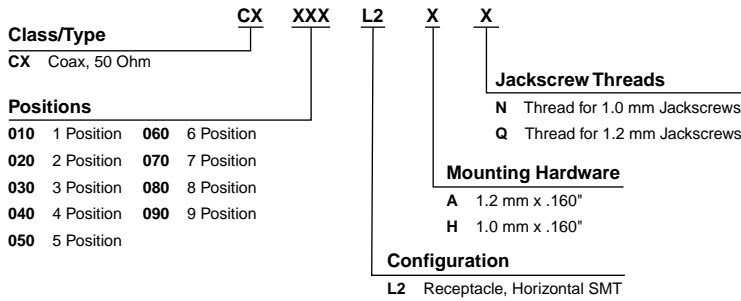 CX XXX L2 X X
Class/Type
CX Coax, 50 Ohm
Positions
010 1 Position 060 6 Position
020 2 Position 070 7 Position
030 3 Position 080 8 Position
040 4 Position 090 9 Position
050 5 Position
Jackscrew Threads
N Thread for 1.0 mm Jackscrews
Q Thread for 1.2 mm Jackscrews
Mounting Hardware
A 1.2 mm x .160"
H 1.0 mm x .160"
Configuration
L2 Receptacle, Horizontal SMT